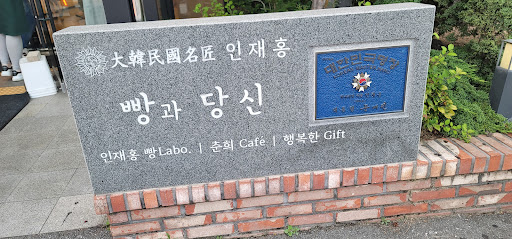 大韓民國名匠 인재홍
빵과 당신
인재홍 빵Labo. | 춘희 Café | 행복한 Gift
대한민국명장